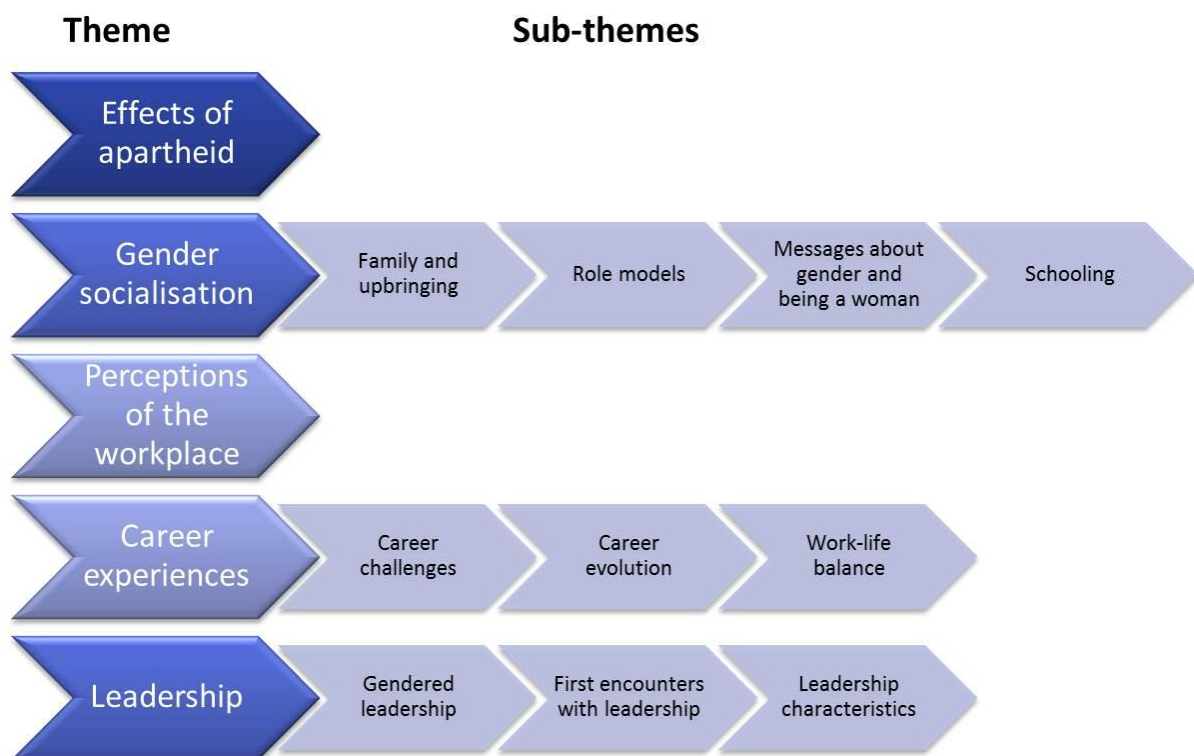 Theme
Sub-themes
Effects of
apartheid
Gender
socialisation
Family and
upbringing
Role models
Messages about
gender and
being a woman
Schooling
Perceptions
of the
workplace
Career
experiences
Career
challenges
Career
evolution
Work-life
balance
Leadership
Gendered
leadership
First encounters
with leadership
Leadership
characteristics